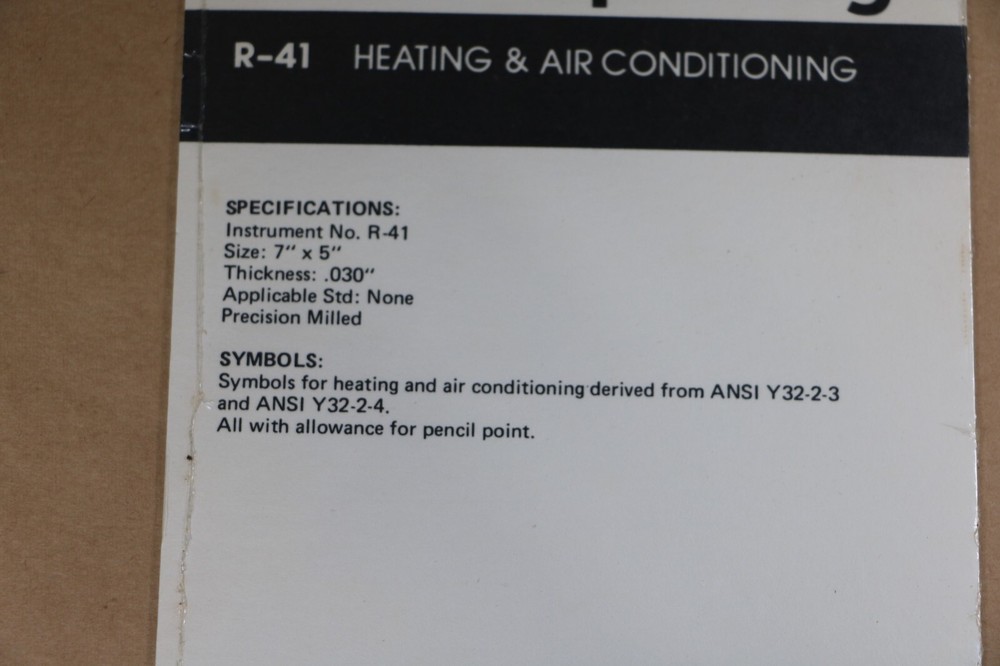 R-41 HEATING & AIR CONDITIONING
SPECIFICATIONS:
Instrument No. R-41
Size: 7" x 5"
Thickness: .030"
Applicable Std: None
Precision Milled
SYMBOLS:
Symbols for heating and air conditioning derived from ANSI Y32-2-3
and ANSI Y32-2-4.
All with allowance for pencil point.